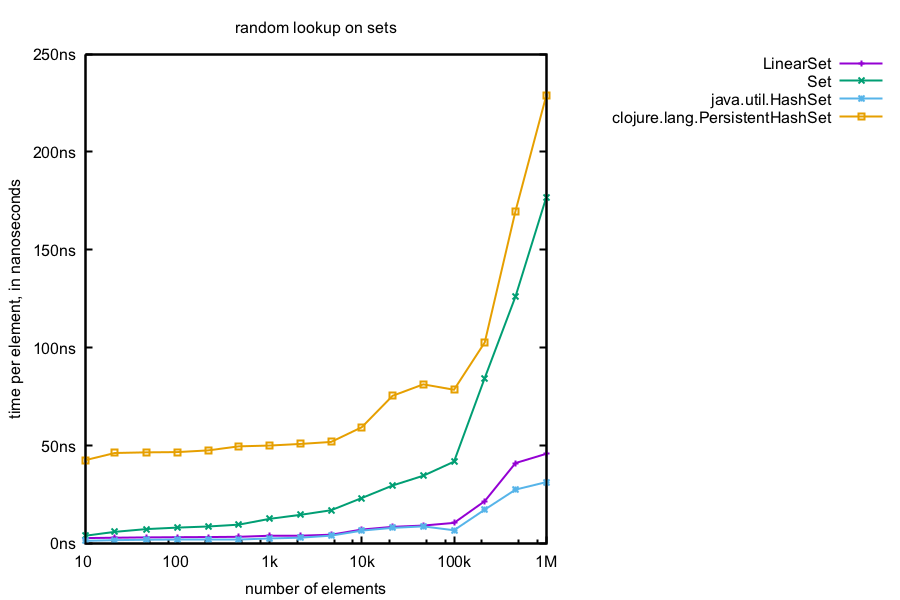 random lookup on sets
250ns
200ns
150ns
100ns
50ns
0ns
time per element, in nanoseconds
10 100 1k 10k 100k 1M
number of elements
LinearSet
Set
java.util.HashSet
clojure.lang.PersistentHashSet